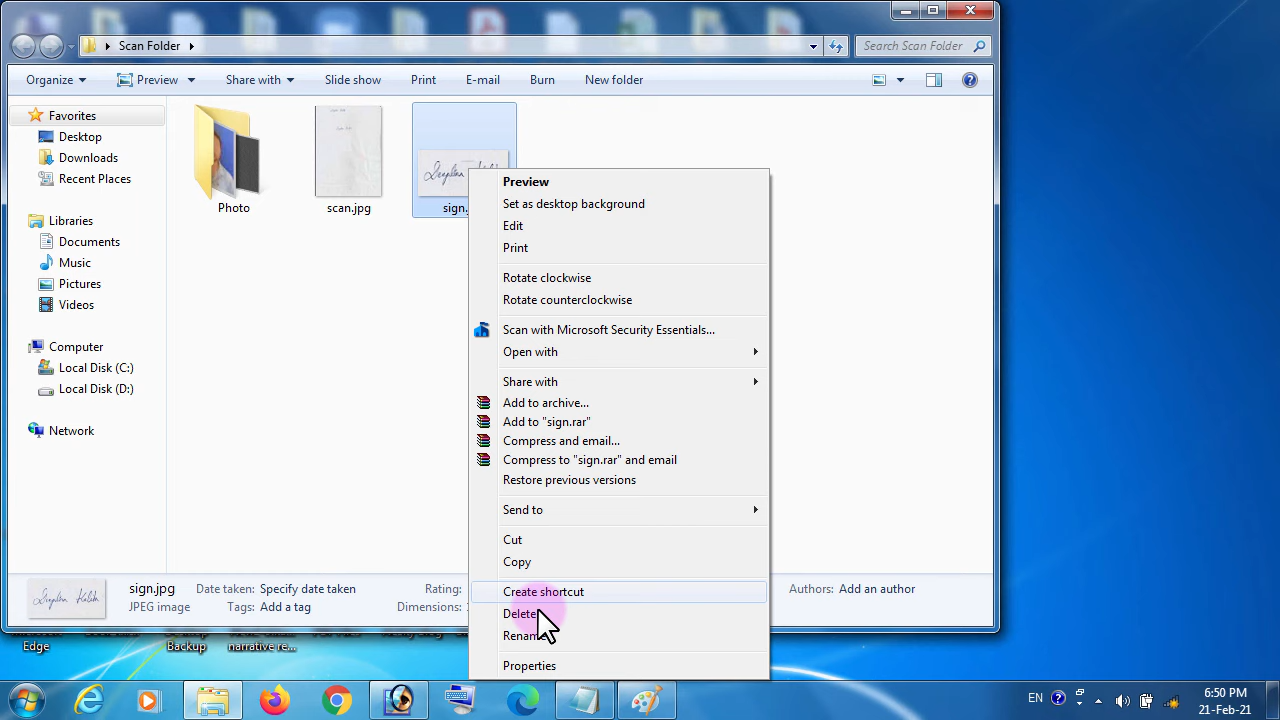 Scan Folder
Search Scan Folder
Organize
Preview
Share with
Slide show
Print
E-mail
Burn
New folder
Favorites
Desktop
Downloads
Recent Places
Libraries
Documents
Music
Pictures
Videos
Computer
Local Disk (C:)
Local Disk (D:)
Network
Photo
scan.jpg
sign.
Preview
Set as desktop background
Edit
Print
Rotate clockwise
Rotate counterclockwise
Scan with Microsoft Security Essentials...
Open with
Share with
Add to archive...
Add to "sign.rar"
Compress and email...
Compress to "sign.rar" and email
Restore previous versions
Send to
Cut
Copy
Create shortcut
Delete
Rename
Properties
sign.jpg
Date taken: Specify date taken
Rating:
Authors: Add an author
JPEG image
Tags: Add a tag
Dimensions:
Edge
Backup
narrative re...
EN
6:50 PM
21-Feb-21